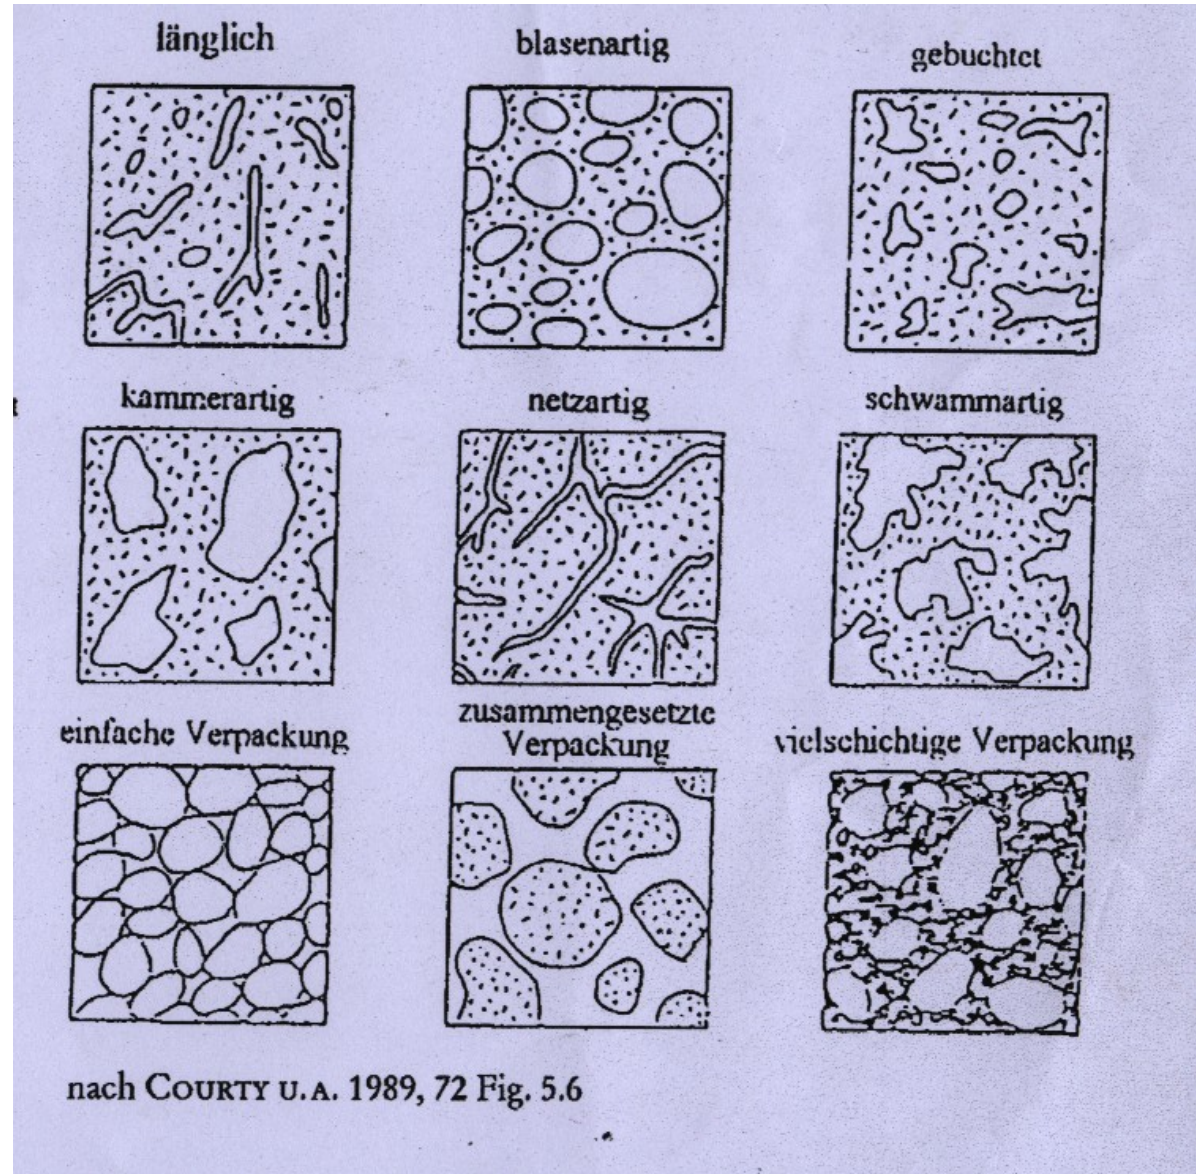 länglich
blasenartig
gebuchtet
kammerartig
netzartig
schwammartig
einfache Verpackung
zusammengesetzte
Verpackung
vielschichtige Verpackung
nach COURTY U. A. 1989, 72 Fig. 5.6